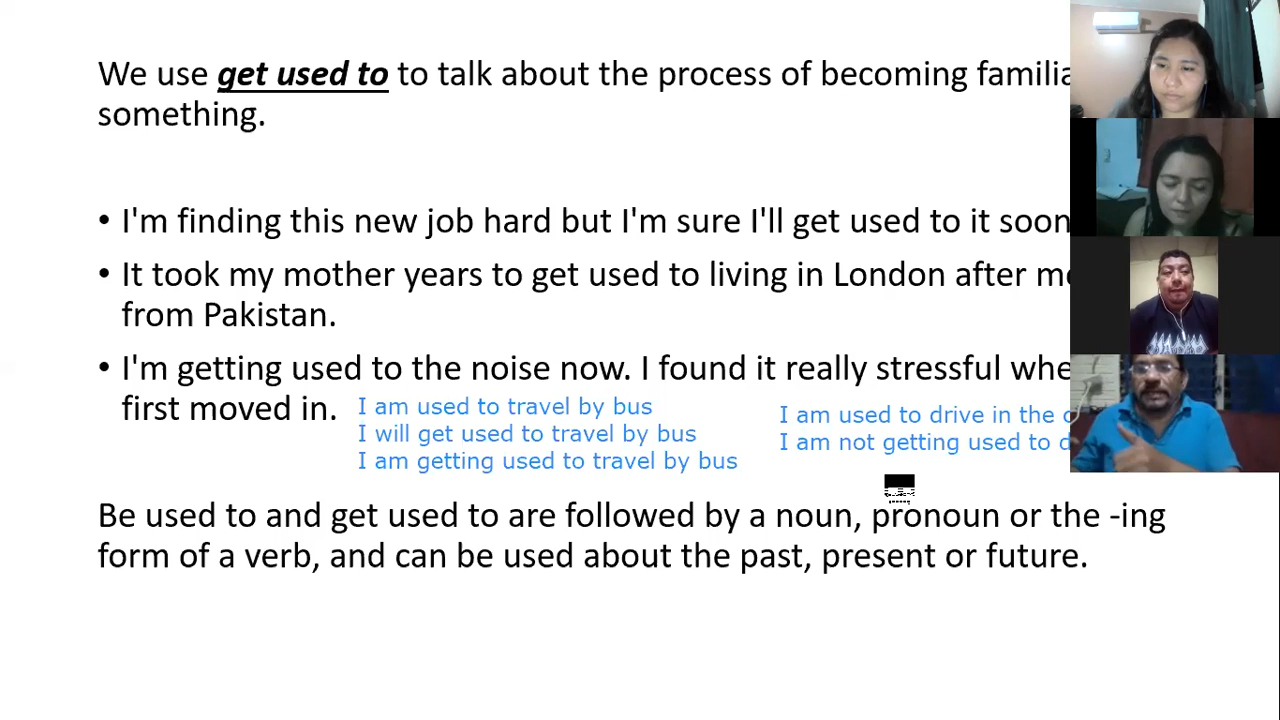 We use get used to to talk about the process of becoming
something.
• I'm finding this new job hard but I'm sure I'll get used to it soon
• It took my mother years to get used to living in London after
from Pakistan.
• I'm getting used to the noise now. I found it really stressful
first moved in.
I am used to travel by bus
I will get used to travel by bus
I am getting used to travel by bus
I am used to drive in the
I am not getting used to
Be used to and get used to are followed by a noun, pronoun or the -ing
form of a verb, and can be used about the past, present or future.